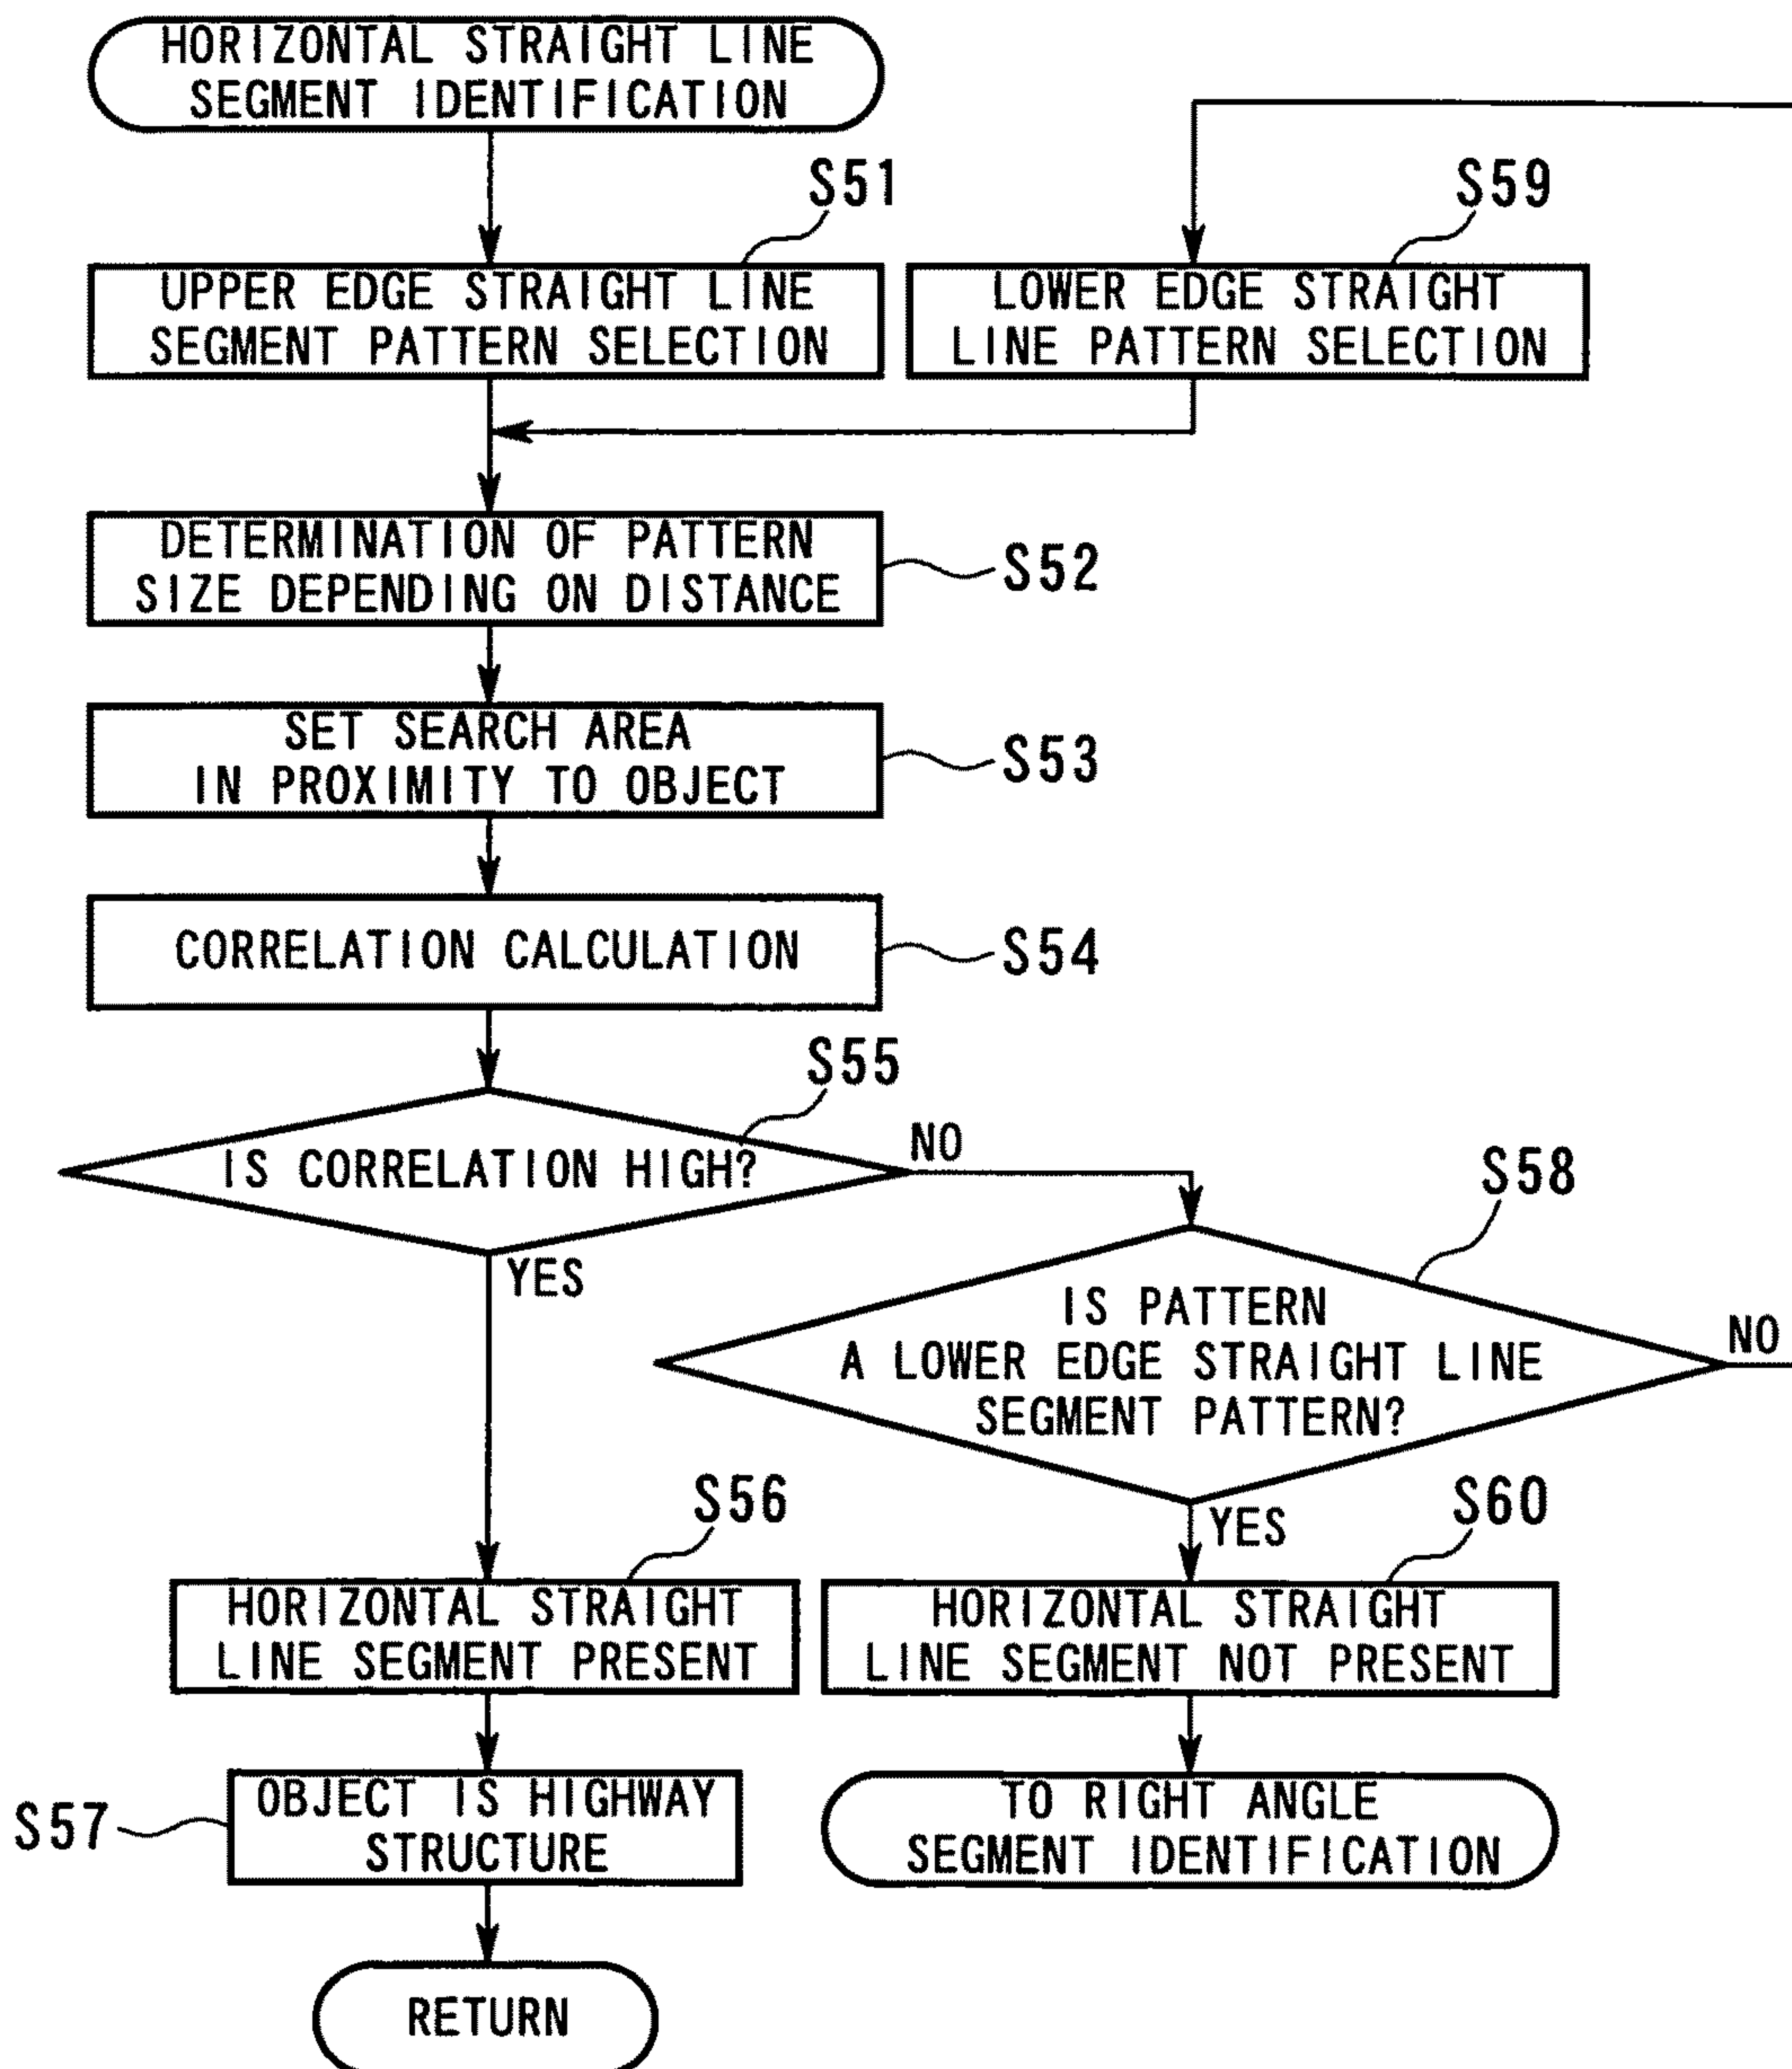 HORIZONTAL STRAIGHT LINE
SEGMENT IDENTIFICATION
S51
UPPER EDGE STRAIGHT LINE
SEGMENT PATTERN SELECTION
S59
LOWER EDGE STRAIGHT
LINE PATTERN SELECTION
DETERMINATION OF PATTERN
SIZE DEPENDING ON DISTANCE
S52
SET SEARCH AREA
IN PROXIMITY TO OBJECT
S53
CORRELATION CALCULATION
S54
S55
IS CORRELATION HIGH?
NO
YES
S58
IS PATTERN
A LOWER EDGE STRAIGHT LINE
SEGMENT PATTERN?
NO
YES
S56
HORIZONTAL STRAIGHT
LINE SEGMENT PRESENT
S60
HORIZONTAL STRAIGHT
LINE SEGMENT NOT PRESENT
S57
OBJECT IS HIGHWAY
STRUCTURE
TO RIGHT ANGLE
SEGMENT IDENTIFICATION
RETURN